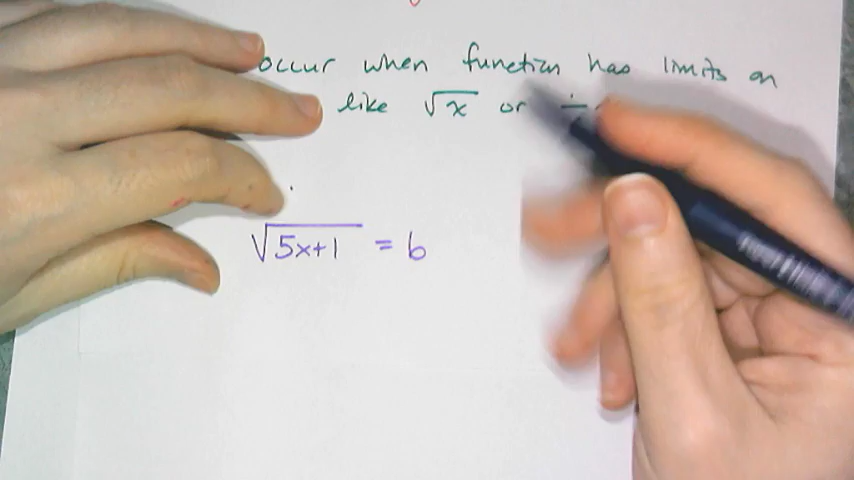 occur when function has limits on
like √x or ÷
√5x+1 = 6